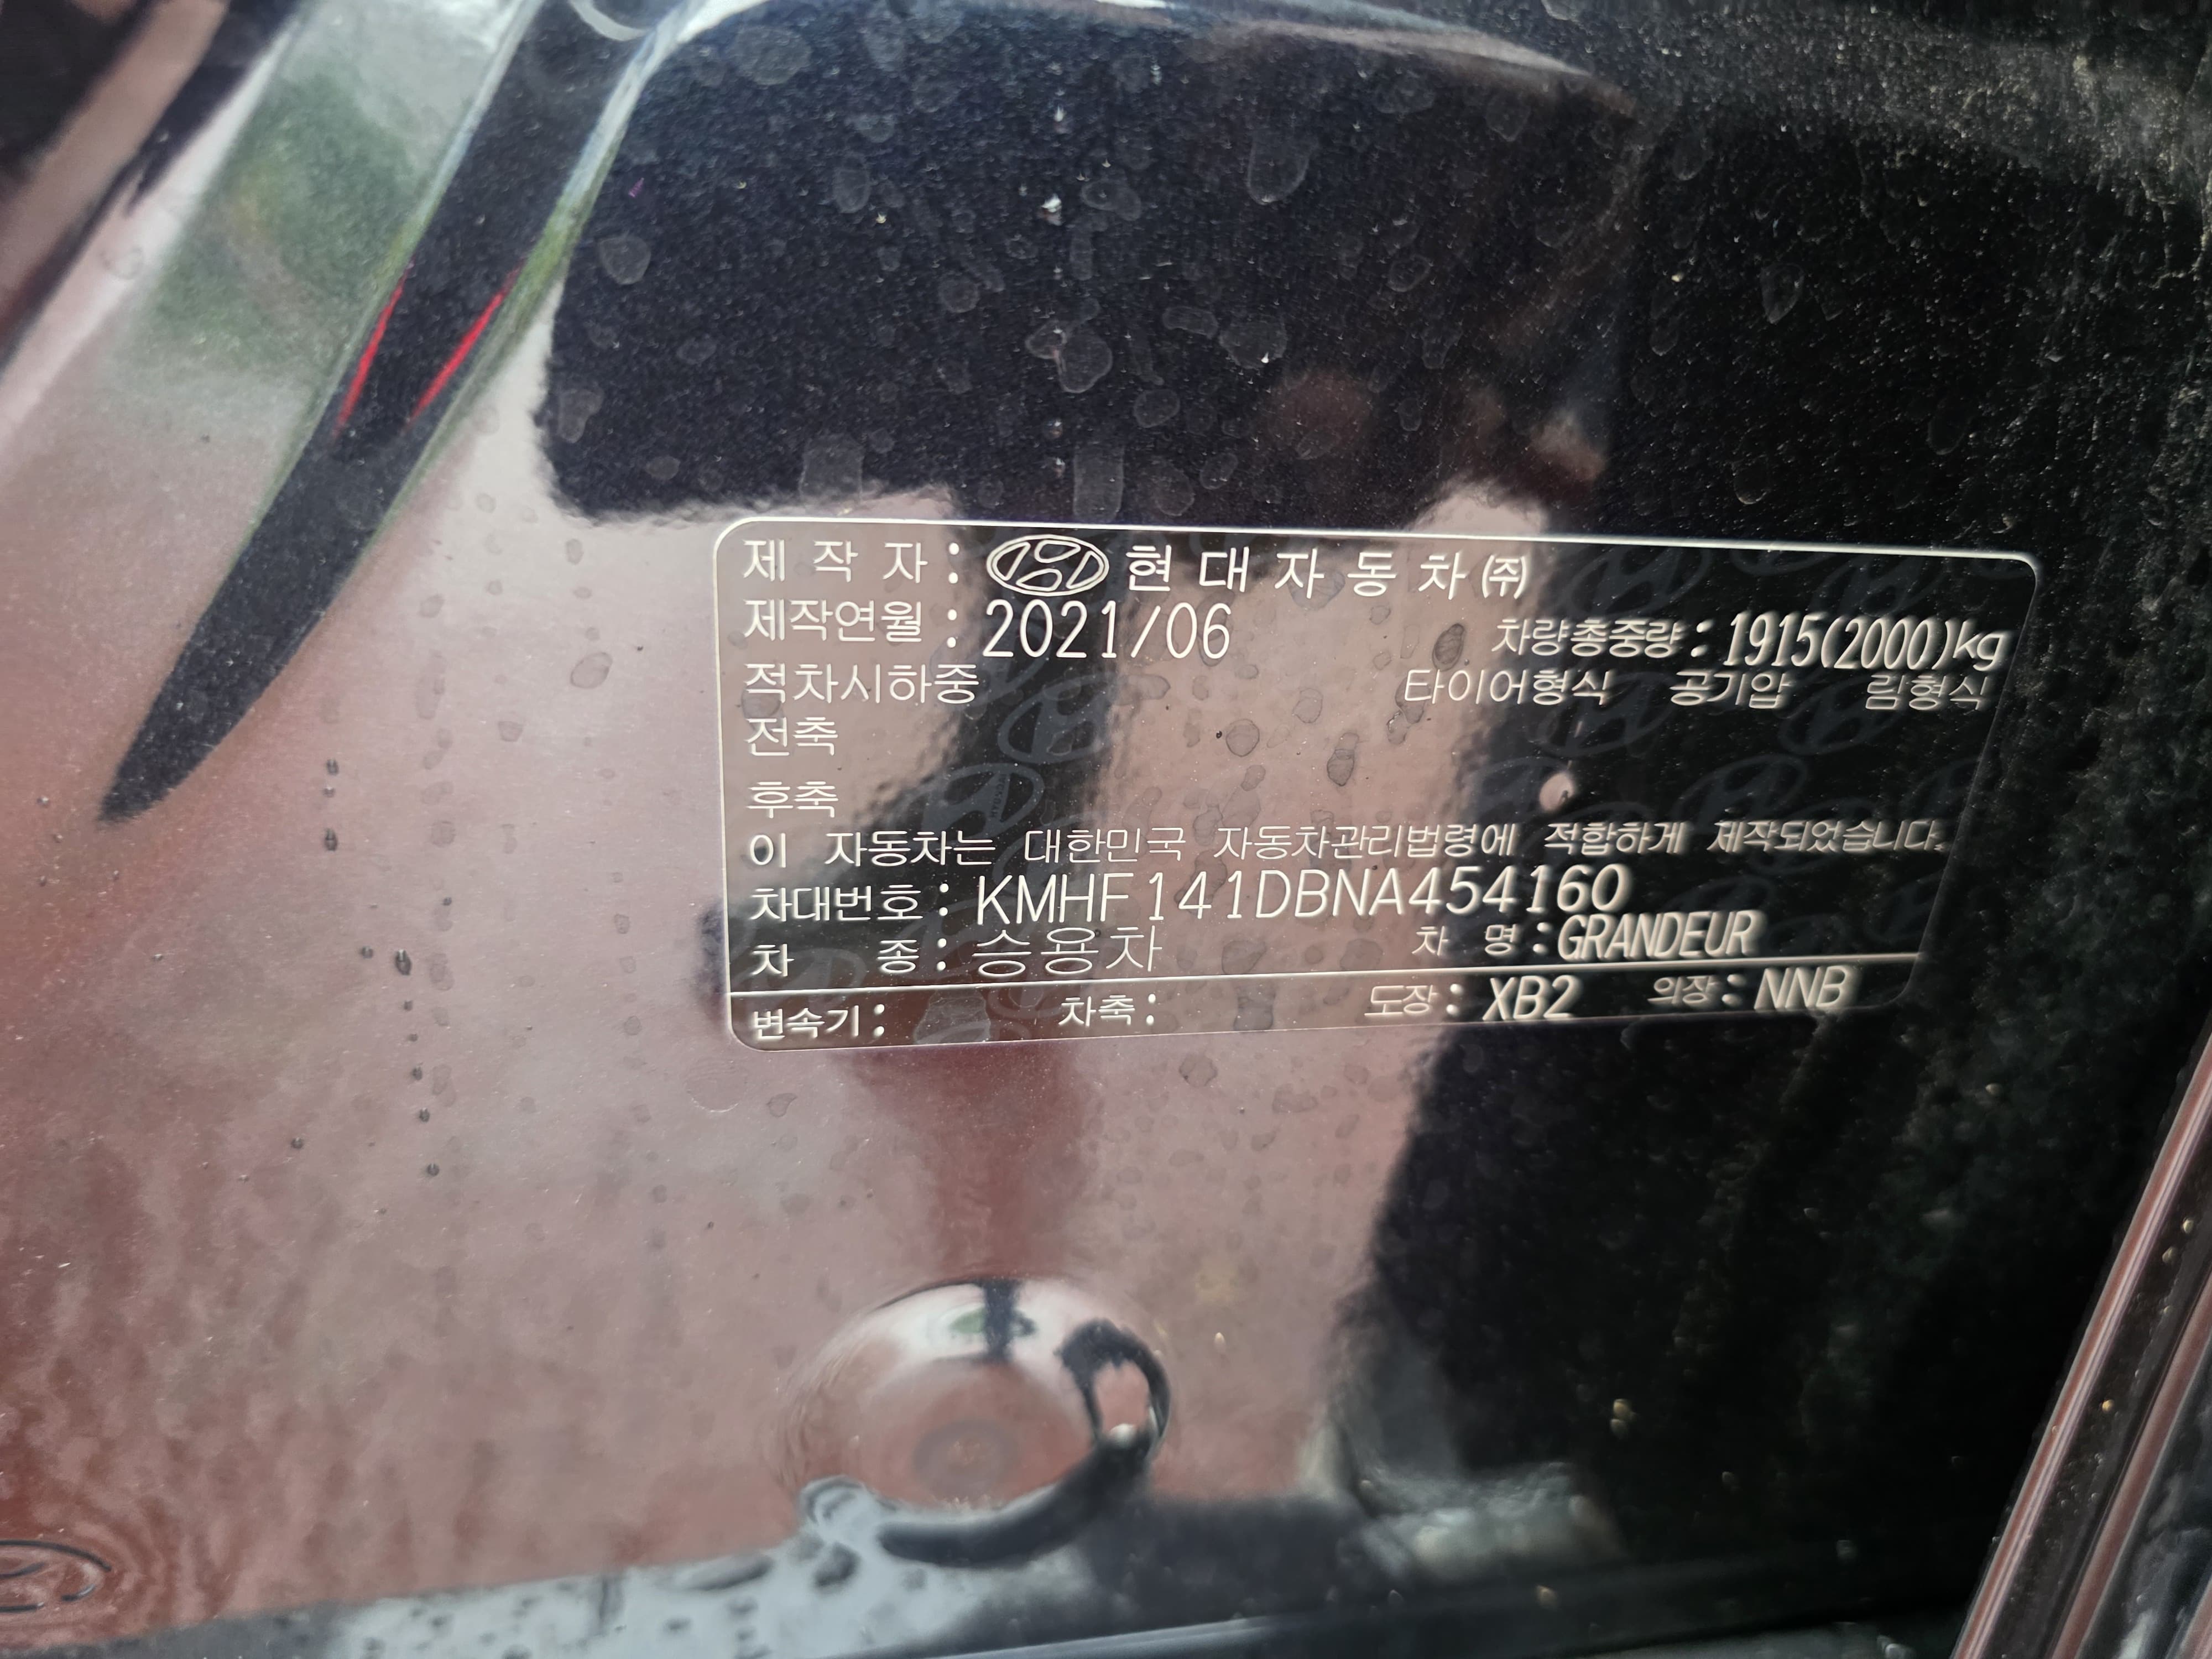 제 작 자 : 현 대 자 동 차 ㈜
제작연월 : 2021/06 차량총중량 : 1915(2000)kg
적차시하중 타이어형식 공기압 림형식
전축
후축
이 자동차는 대한민국 자동차관리법령에 적합하게 제작되었습니다.
차대번호 : KMHF141DBNA454160
차 종 : 승용차 차 명 : GRANDEUR
변속기 : 차축 : 도장 : XB2 의장 : NNB